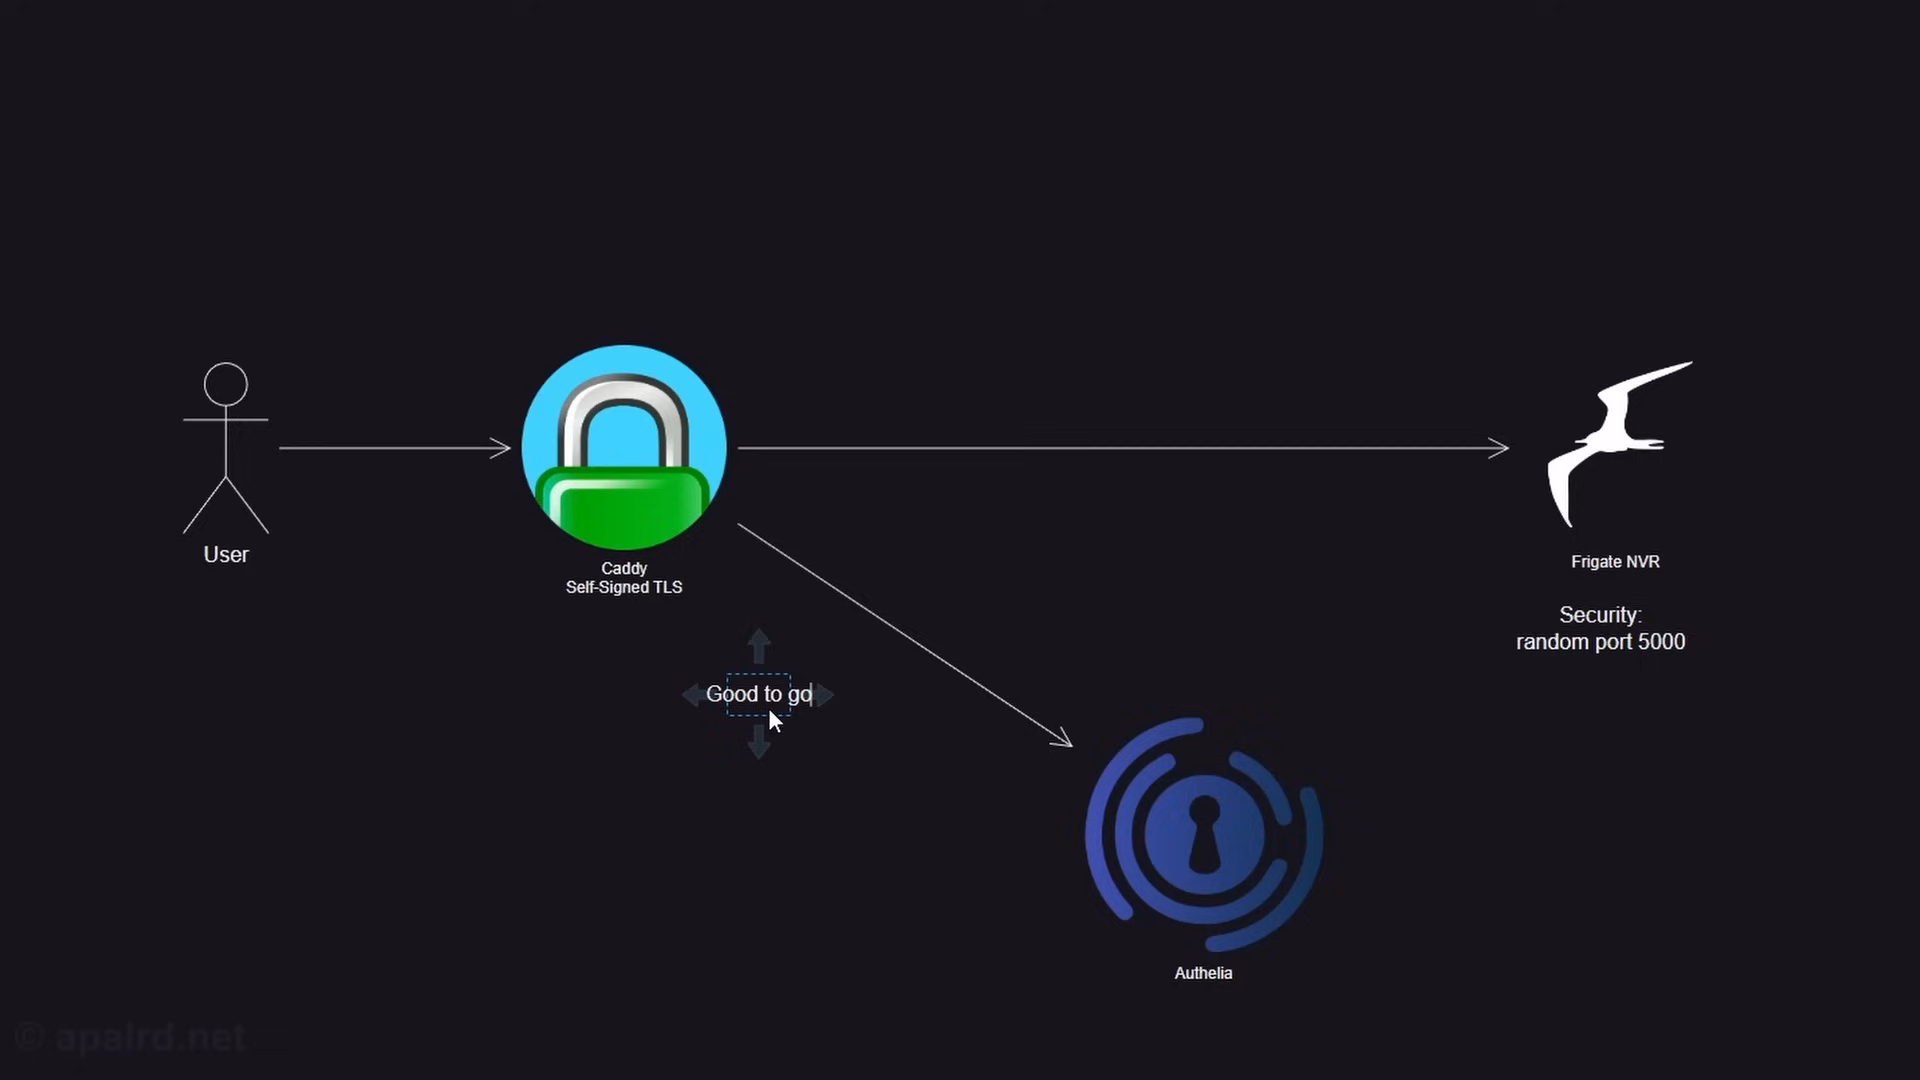 User
Caddy
Self-Signed TLS
Frigate NVR
Security:
random port 5000
Good to go
Authelia
© apalrd.net